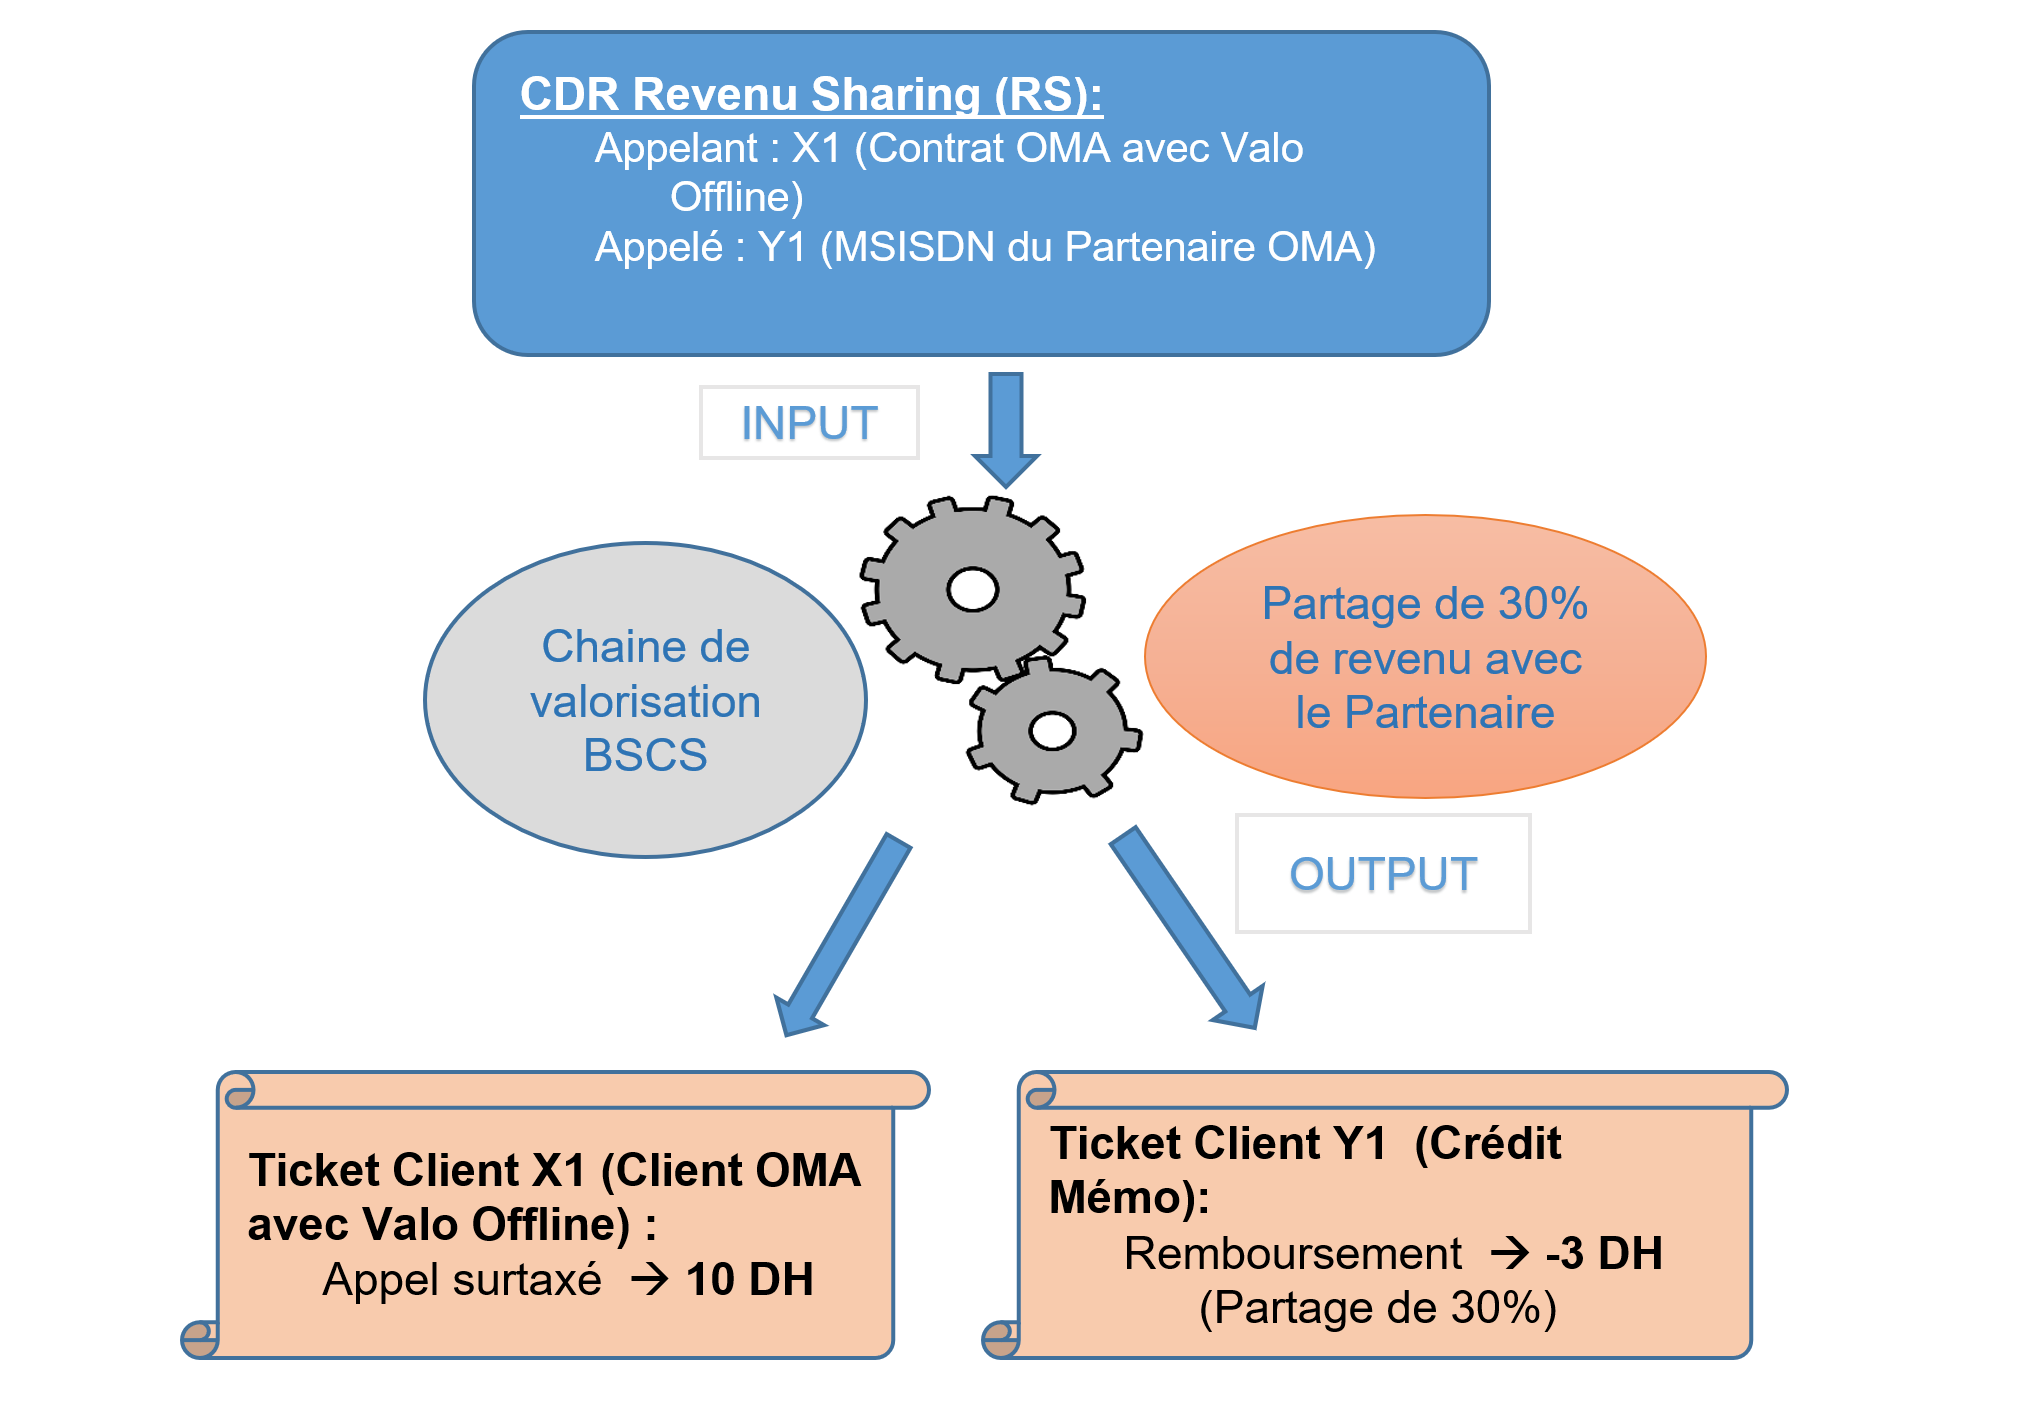 CDR Revenu Sharing (RS):
Appelant : X1 (Contrat OMA avec Valo
Offline)
Appelé : Y1 (MSISDN du Partenaire OMA)
INPUT
Chaine de
valorisation
BSCS
Partage de 30%
de revenu avec
le Partenaire
OUTPUT
Ticket Client X1 (Client OMA
avec Valo Offline) :
Appel surtaxé → 10 DH
Ticket Client Y1 (Crédit
Mémo):
Remboursement → -3 DH
(Partage de 30%)